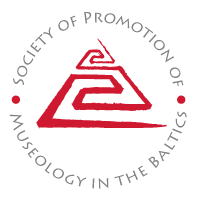 Society of Promotion of
Museology in the Baltics